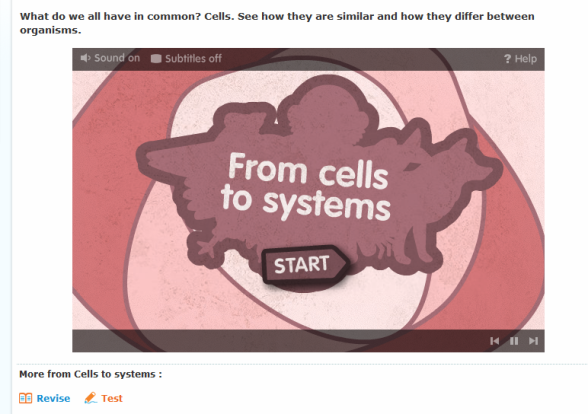 What do we all have in common? Cells. See how they are similar and how they differ between
organisms.
Sound on Subtitles off ? Help
From cells
to systems
START
More from Cells to systems :
Revise Test